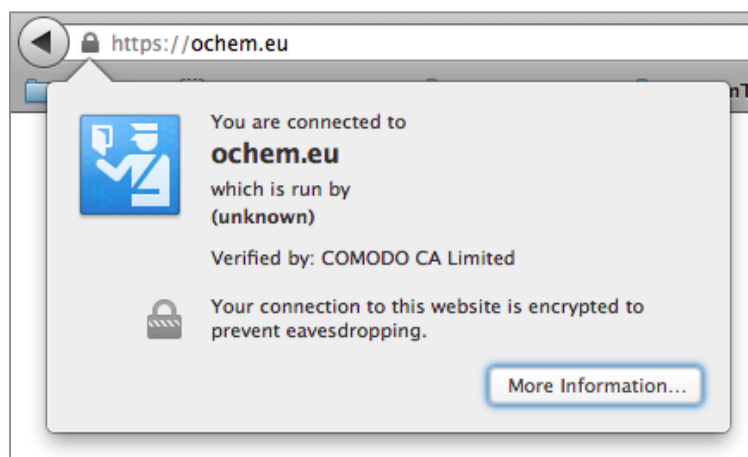 https://ochem.eu
You are connected to
ochem.eu
which is run by
(unknown)
Verified by: COMODO CA Limited
Your connection to this website is encrypted to
prevent eavesdropping.
More Information...